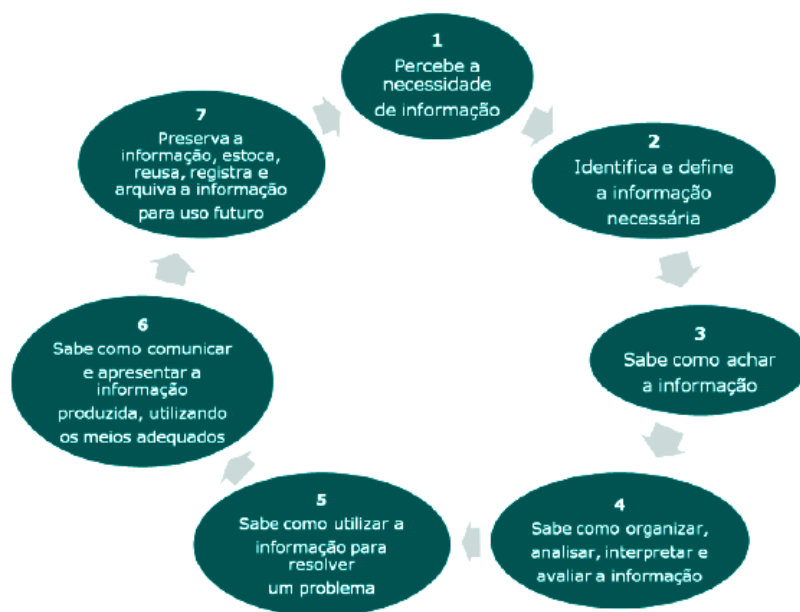 1
Percebe a
necessidade
de informação
2
Identifica e define
a informação
necessária
3
Sabe como achar
a informação
4
Sabe como organizar,
analisar, interpretar e
avaliar a informação
5
Sabe como utilizar a
informação para
resolver
um problema
6
Sabe como comunicar
e apresentar a
informação
produzida, utilizando
os meios adequados
7
Preserva a
informação, estoca,
reusa, registra e
arquiva a informação
para uso futuro